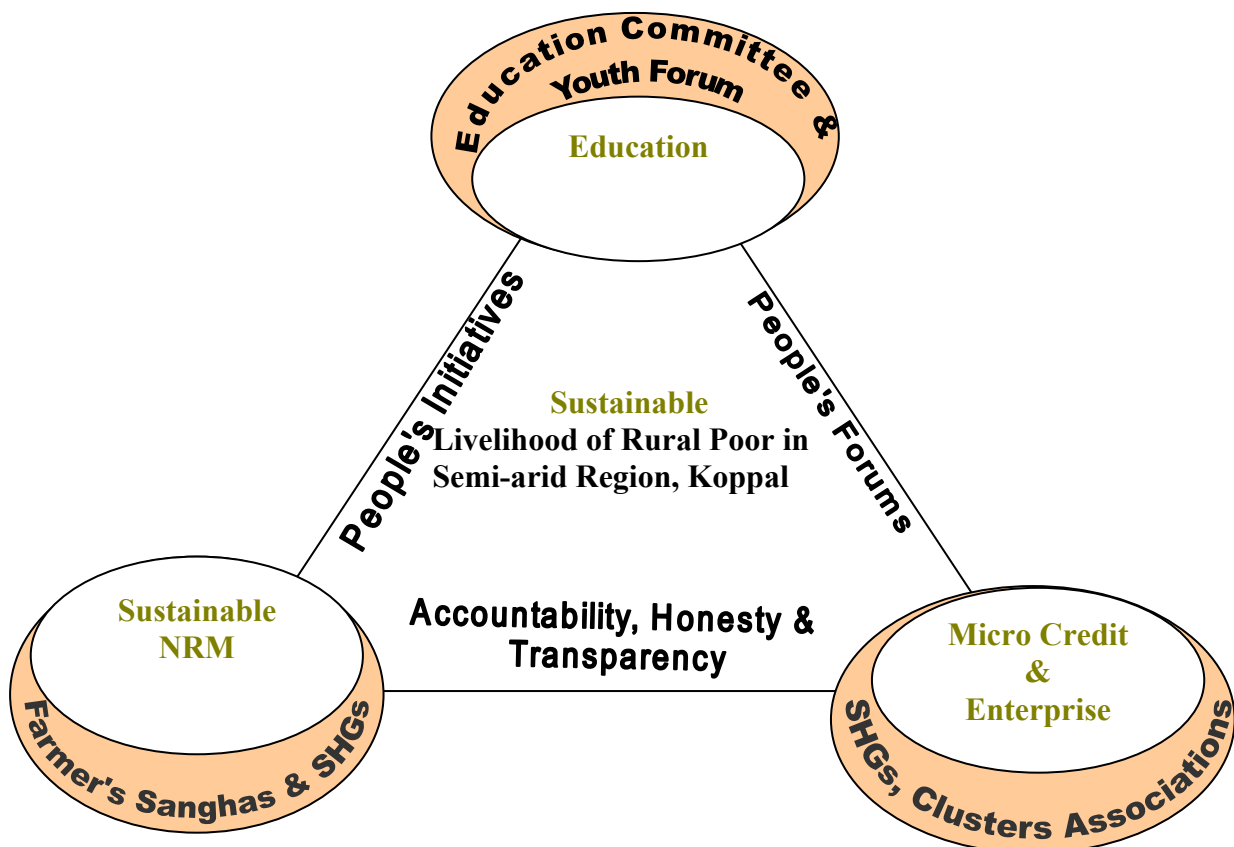 Education Committee &
Youth Forum
Education
People's Initiatives
People's Forums
Sustainable
Livelihood of Rural Poor in
Semi-arid Region, Koppal
Accountability, Honesty &
Transparency
Sustainable
NRM
Farmer's Sanghas & SHGs
Micro Credit
&
Enterprise
SHGs, Clusters Associations